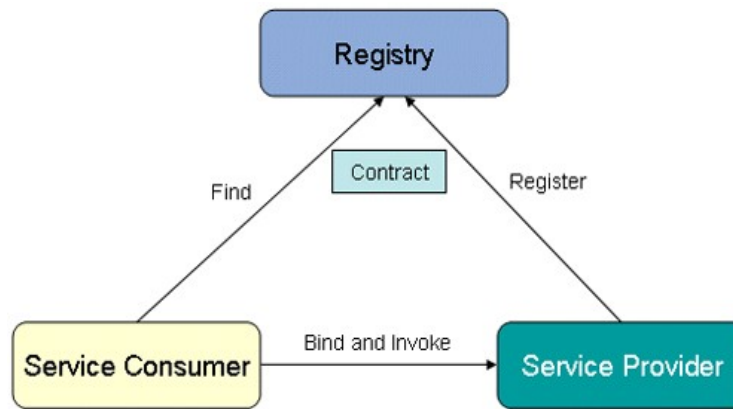 Registry
Contract
Find
Register
Bind and Invoke
Service Consumer
Service Provider